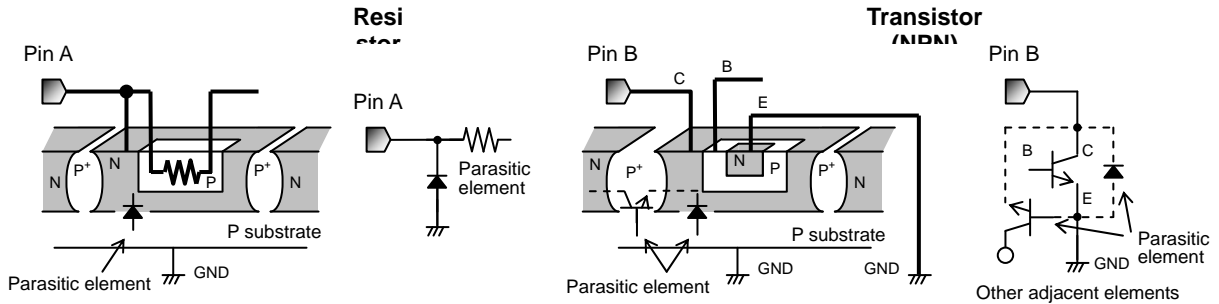 Resi
stor
Transistor
(NPN)
Pin A
Pin A
N
P+
N
P
P+
N
Parasitic
element
P substrate
GND
Parasitic element
Pin B
C
B
E
N
P+
N
P
P+
N
P substrate
GND
GND
Parasitic element
Pin B
B
C
E
GND
Parasitic
element
Other adjacent elements